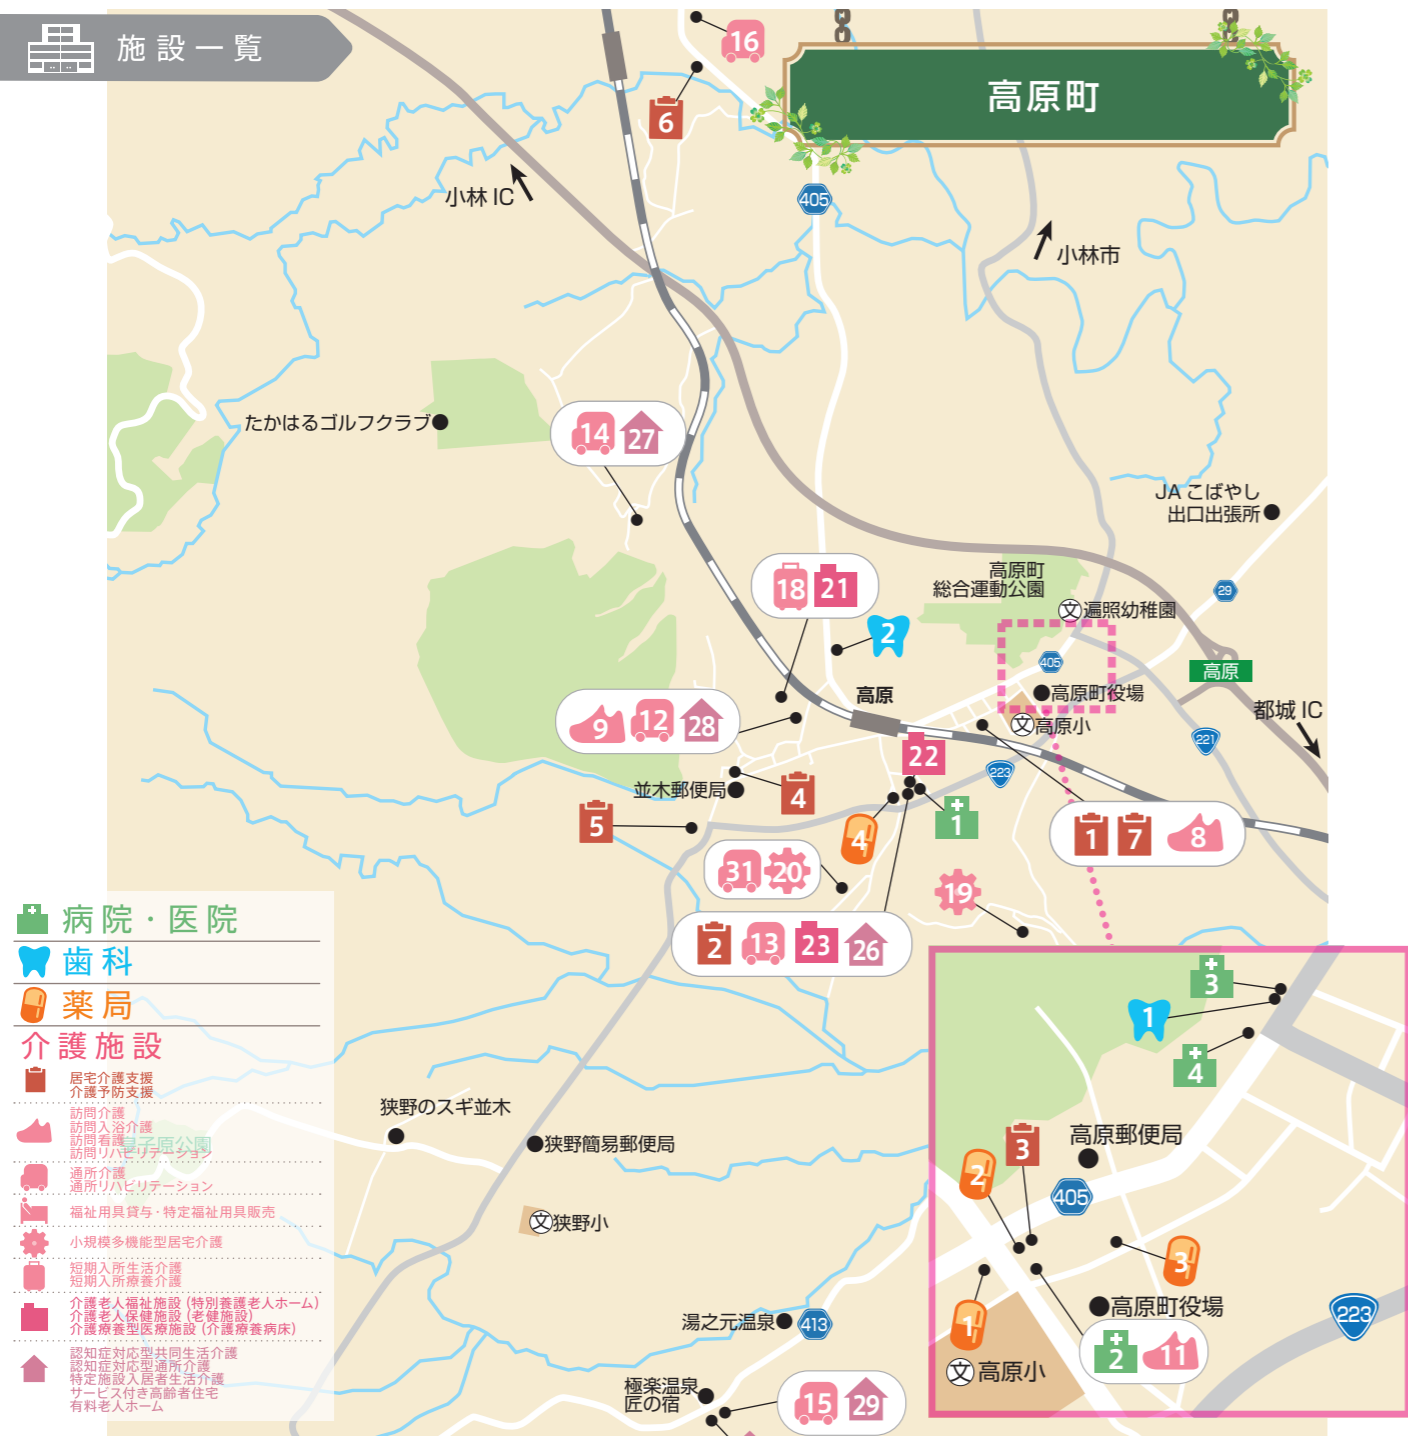 施設一覧
16
高原町
6
小林 IC
405
小林市
たかはるゴルフクラブ
14
27
JA こばやし
出口出張所
高原町
総合運動公園
18
21
29
文
遍照幼稚園
2
405
高原
高原
高原町役場
9
12
28
都城 IC
文
高原小
221
22
223
並木郵便局
4
5
1
4
1
7
8
31
20
19
2
13
23
26
病院・医院
歯科
薬局
介護施設
居宅介護支援
介護予防支援
訪問介護
訪問入浴介護
訪問看護
訪問リハビリテーション
皇子原公園
通所介護
通所リハビリテーション
福祉用具貸与・特定福祉用具販売
小規模多機能型居宅介護
短期入所生活介護
短期入所療養介護
介護老人福祉施設 (特別養護老人ホーム)
介護老人保健施設 (老健施設)
介護療養型医療施設 (介護療養病床)
認知症対応型共同生活介護
認知症対応型通所介護
特定施設入居者生活介護
サービス付き高齢者住宅
有料老人ホーム
狭野のスギ並木
狭野簡易郵便局
文
狭野小
湯之元温泉
413
極楽温泉
匠の宿
15
29
3
1
4
高原郵便局
3
2
405
3
高原町役場
1
223
2
11
文
高原小